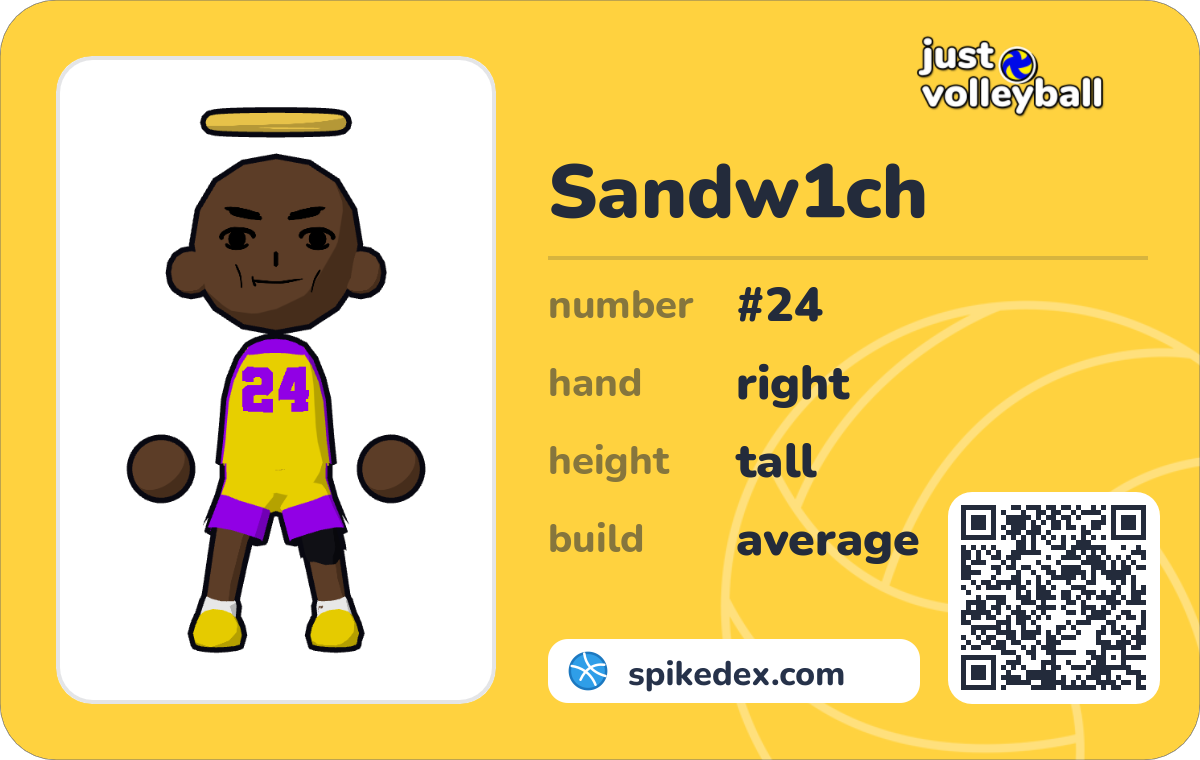 just
volleyball
Sandw1ch
number #24
hand right
height tall
build average
24
spikedex.com